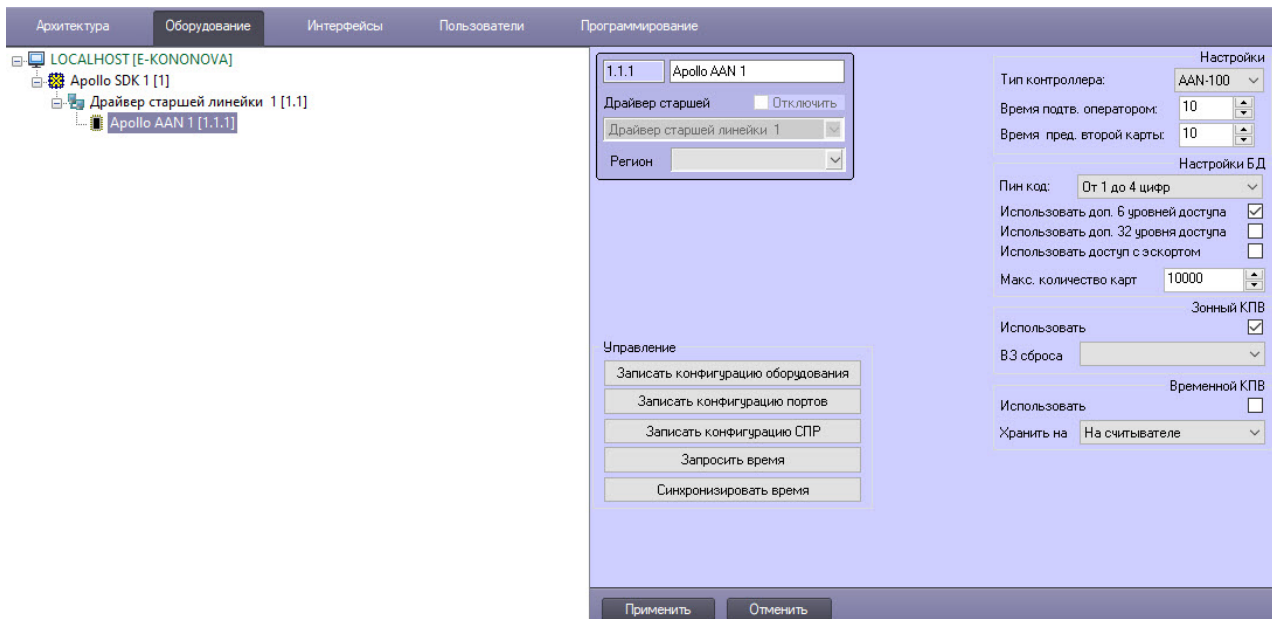 Архитектура Оборудование Интерфейсы Пользователи Программирование
LOCALHOST [E-KONONOVA]
Apollo SDK 1 [1]
Драйвер старшей линейки 1 [1.1]
Apollo AAN 1 [1.1.1]
1.1.1 Apollo AAN 1
Драйвер старшей Отключить
Драйвер старшей линейки 1
Регион
Управление
Записать конфигурацию оборудования
Записать конфигурацию портов
Записать конфигурацию СПР
Запросить время
Синхронизировать время
Настройки
Тип контроллера: AAN-100
Время подтв. оператором: 10
Время пред. второй карты: 10
Настройки БД
Пин код: От 1 до 4 цифр
Использовать доп. 6 уровней доступа
Использовать доп. 32 уровня доступа
Использовать доступ с эскортом
Макс. количество карт 10000
Зонный КПВ
Использовать
ВЗ сброса
Временной КПВ
Использовать
Хранить на На считывателе
Применить Отменить